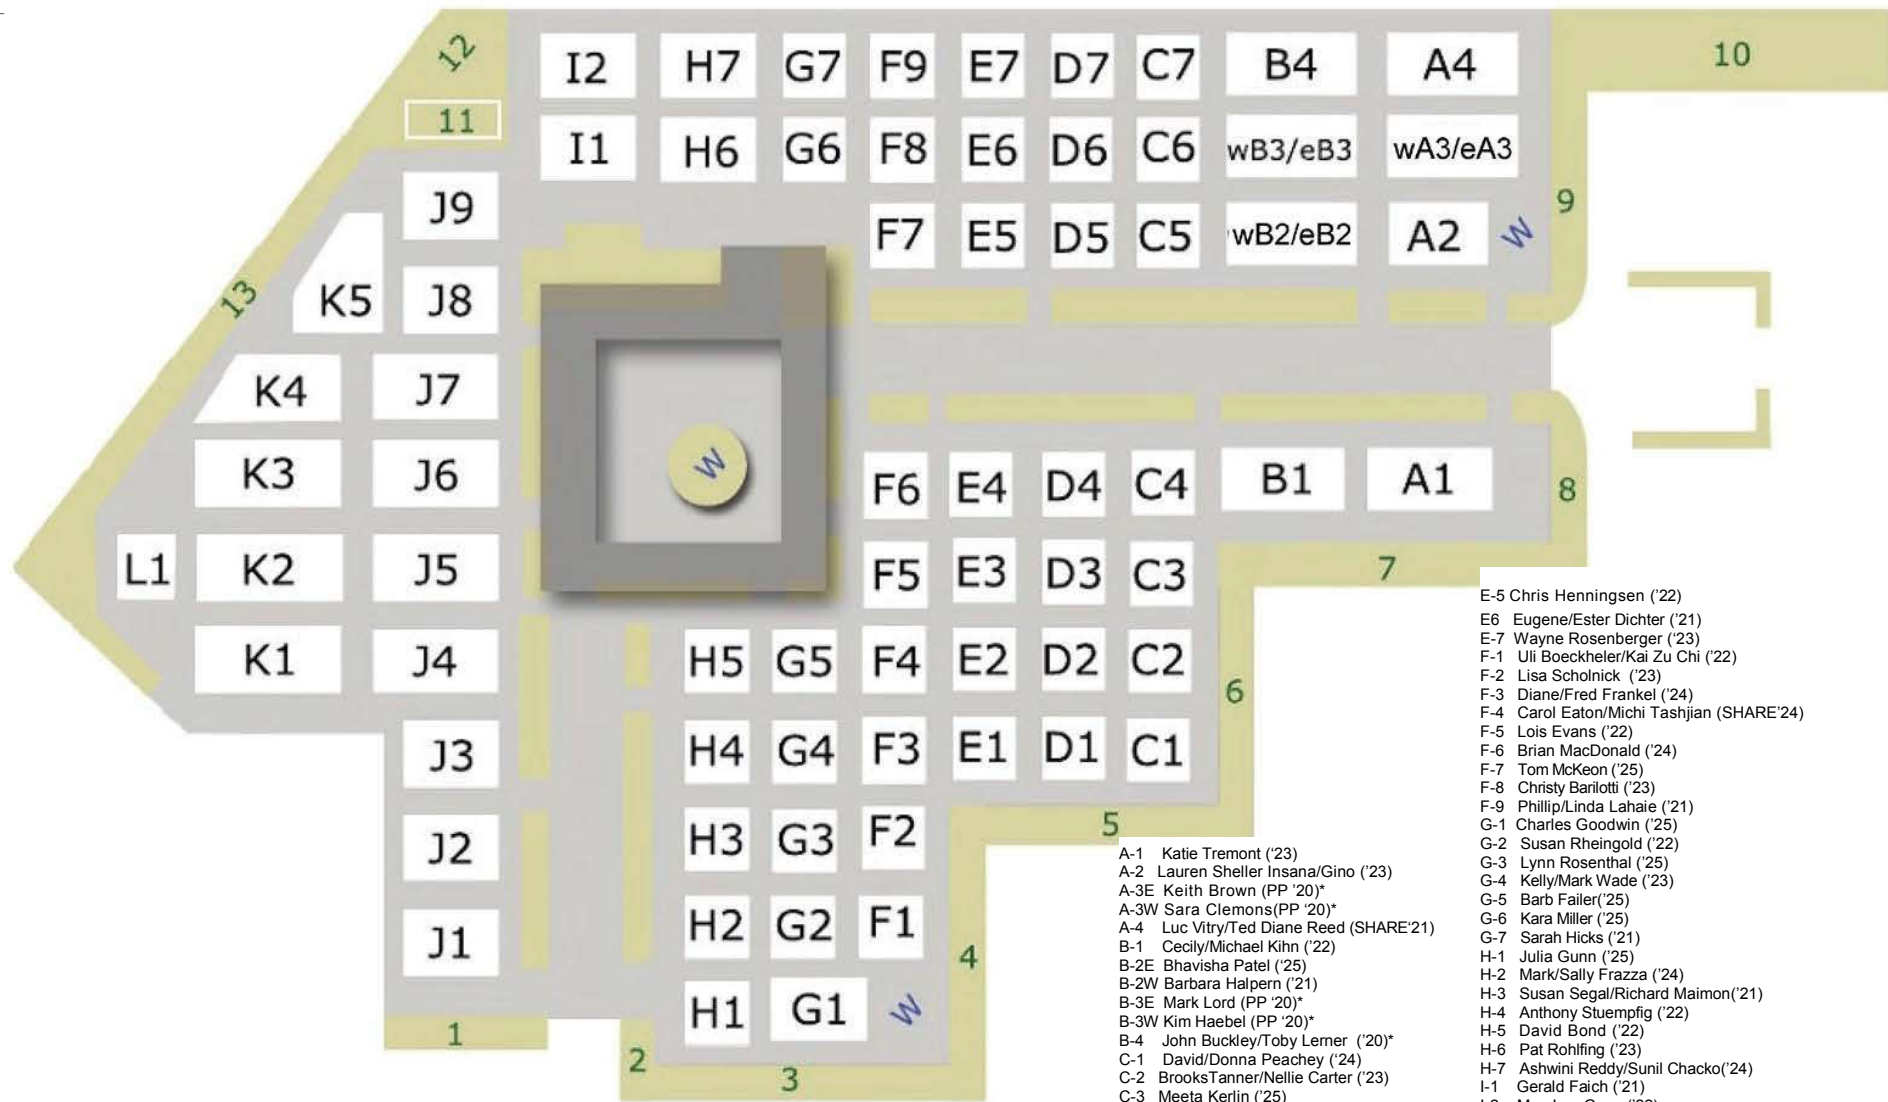 12 I2 H7 G7 F9 E7 D7 C7 B4 A4 10
11 I1 H6 G6 F8 E6 D6 C6 wB3/eB3 wA3/eA3
J9 F7 E5 D5 C5 wB2/eB2 A2 W 9
13 K5 J8
K4 J7
K3 J6 W F6 E4 D4 C4 B1 A1 8
L1 K2 J5 F5 E3 D3 C3 7
K1 J4 H5 G5 F4 E2 D2 C2 6
J3 H4 G4 F3 E1 D1 C1
J2 H3 G3 F2 5
J1 H2 G2 F1 4
H1 G1 W
1 2 3
A-1 Katie Tremont ('23)
A-2 Lauren Sheller Insana/Gino ('23)
A-3E Keith Brown (PP '20)*
A-3W Sara Clemons(PP '20)*
A-4 Luc Vitry/Ted Diane Reed (SHARE'21)
B-1 Cecily/Michael Kihn ('22)
B-2E Bhavisha Patel ('25)
B-2W Barbara Halpern ('21)
B-3E Mark Lord (PP '20)*
B-3W Kim Haebel (PP '20)*
B-4 John Buckley/Toby Lerner ('20)*
C-1 David/Donna Peachey ('24)
C-2 BrooksTanner/Nellie Carter ('23)
C-3 Meeta Kerlin ('25)
E-5 Chris Henningsen ('22)
E6 Eugene/Ester Dichter ('21)
E-7 Wayne Rosenberger ('23)
F-1 Uli Boeckheler/Kai Zu Chi ('22)
F-2 Lisa Scholnick ('23)
F-3 Diane/Fred Frankel ('24)
F-4 Carol Eaton/Michi Tashjian (SHARE'24)
F-5 Lois Evans ('22)
F-6 Brian MacDonald ('24)
F-7 Tom McKeon ('25)
F-8 Christy Barilotti ('23)
F-9 Phillip/Linda Lahaie ('21)
G-1 Charles Goodwin ('25)
G-2 Susan Rheingold ('22)
G-3 Lynn Rosenthal ('25)
G-4 Kelly/Mark Wade ('23)
G-5 Barb Failer('25)
G-6 Kara Miller ('25)
G-7 Sarah Hicks ('21)
H-1 Julia Gunn ('25)
H-2 Mark/Sally Frazza ('24)
H-3 Susan Segal/Richard Maimon('21)
H-4 Anthony Stuempfig ('22)
H-5 David Bond ('22)
H-6 Pat Rohlfing ('23)
H-7 Ashwini Reddy/Sunil Chacko('24)
I-1 Gerald Faich ('21)